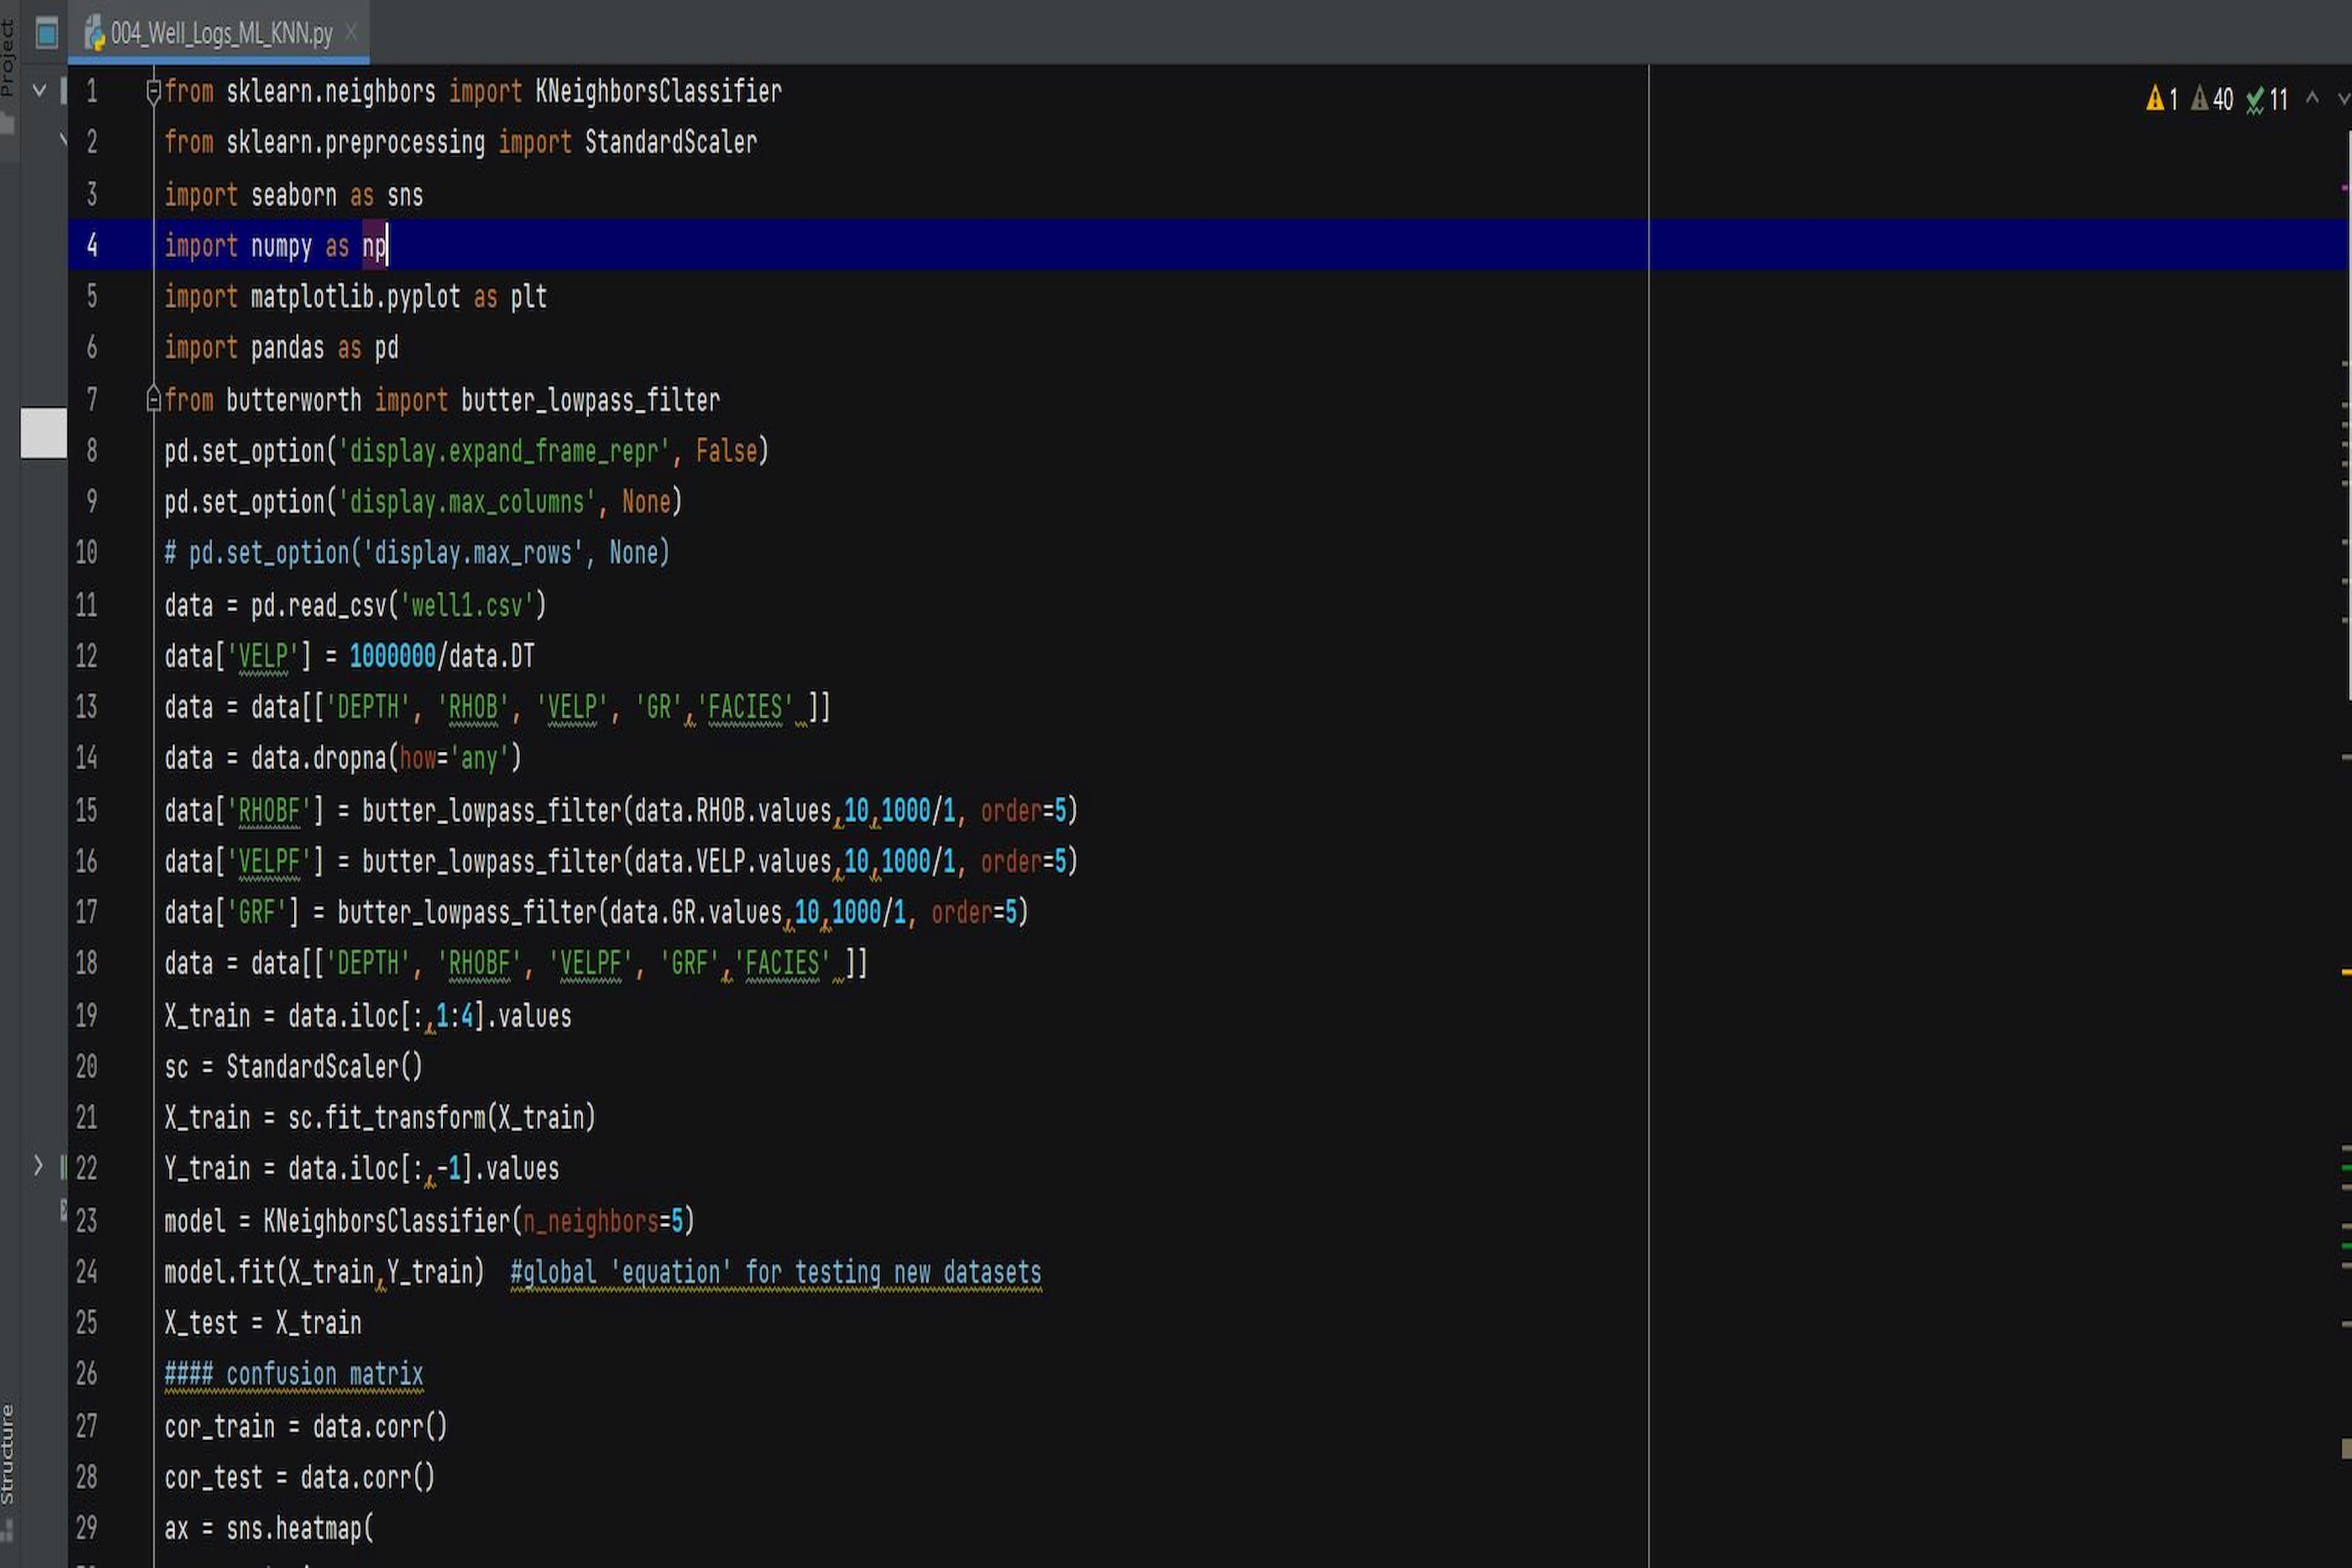 Project
004_Well_Logs_ML_KNN.py
1 from sklearn.neighbors import KNeighborsClassifier
2 from sklearn.preprocessing import StandardScaler
3 import seaborn as sns
4 import numpy as np
5 import matplotlib.pyplot as plt
6 import pandas as pd
7 from butterworth import butter_lowpass_filter
8 pd.set_option('display.expand_frame_repr', False)
9 pd.set_option('display.max_columns', None)
10 # pd.set_option('display.max_rows', None)
11 data = pd.read_csv('well1.csv')
12 data['VELP'] = 1000000/data.DT
13 data = data[['DEPTH', 'RHOB', 'VELP', 'GR','FACIES' ]]
14 data = data.dropna(how='any')
15 data['RHOBF'] = butter_lowpass_filter(data.RHOB.values,10,1000/1, order=5)
16 data['VELPF'] = butter_lowpass_filter(data.VELP.values,10,1000/1, order=5)
17 data['GRF'] = butter_lowpass_filter(data.GR.values,10,1000/1, order=5)
18 data = data[['DEPTH', 'RHOBF', 'VELPF', 'GRF','FACIES' ]]
19 X_train = data.iloc[:,1:4].values
20 sc = StandardScaler()
21 X_train = sc.fit_transform(X_train)
22 Y_train = data.iloc[:,-1].values
23 model = KNeighborsClassifier(n_neighbors=5)
24 model.fit(X_train,Y_train)  #global 'equation' for testing new datasets
25 X_test = X_train
26 #### confusion matrix
27 cor_train = data.corr()
28 cor_test = data.corr()
29 ax = sns.heatmap(
1 40 11
Structure